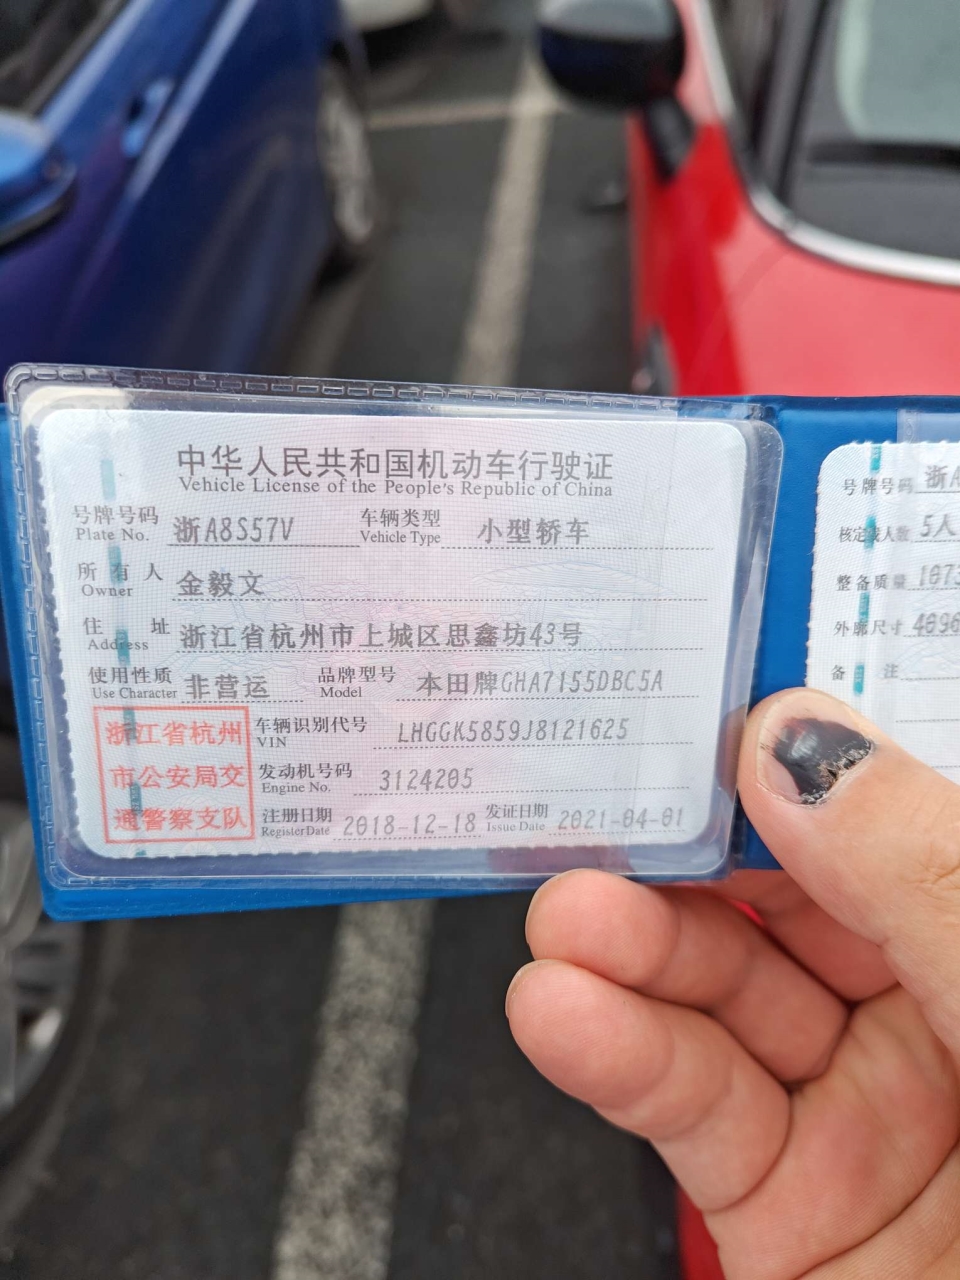 中华人民共和国机动车行驶证
Vehicle License of the People's Republic of China
号牌号码 浙A8S57V 车辆类型 小型轿车
Plate No. Vehicle Type
所有人 金毅文
Owner
住址 浙江省杭州市上城区思鑫坊43号
Address
使用性质 非营运 品牌型号 本田牌GHA7155DBC5A
Use Character Model
浙江省杭州
市公安局交
通警察支队
车辆识别代号 LHGGK5859J8121625
VIN
发动机号码 3124205
Engine No.
注册日期 2018-12-18 发证日期 2021-04-01
Register Date Issue Date
号牌号码 浙A
核定载人数 5人
整备质量 1073
外廓尺寸 4096
备注